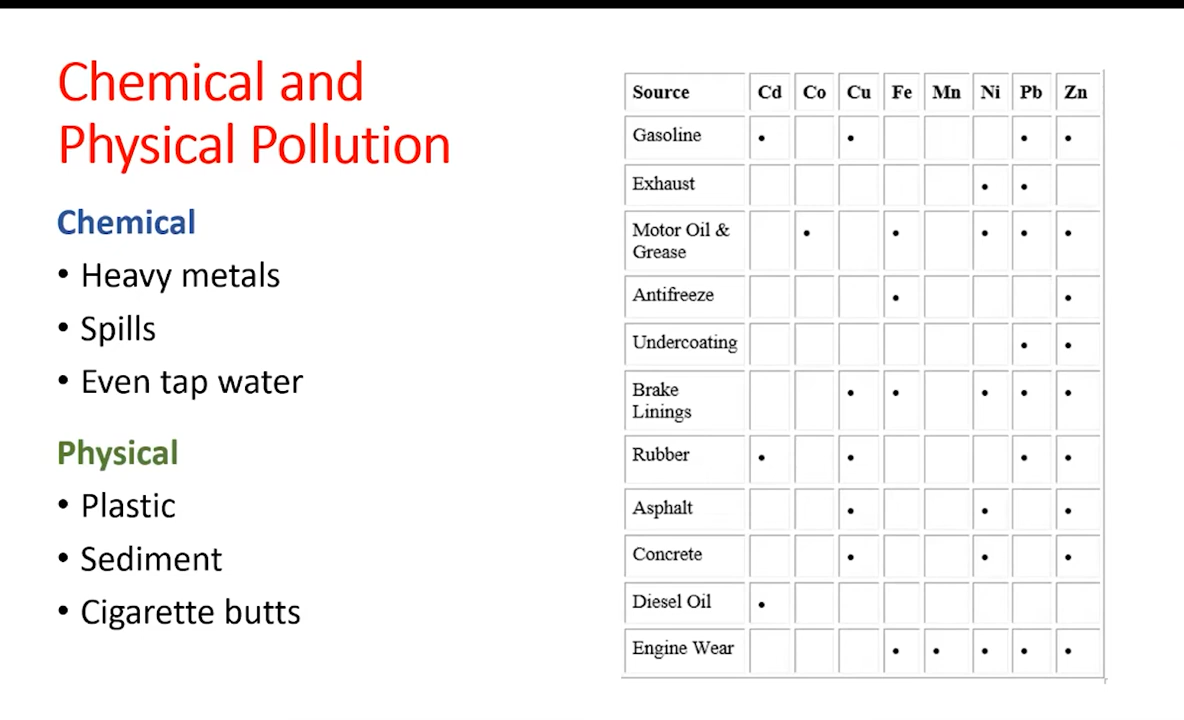 Chemical and
Physical Pollution
Chemical
• Heavy metals
• Spills
• Even tap water
Physical
• Plastic
• Sediment
• Cigarette butts
Source Cd Co Cu Fe Mn Ni Pb Zn
Gasoline • • • •
Exhaust • •
Motor Oil & • • • • •
Grease
Antifreeze • •
Undercoating • •
Brake • • • • •
Linings
Rubber • • • •
Asphalt • • •
Concrete • • •
Diesel Oil •
Engine Wear • • • • •